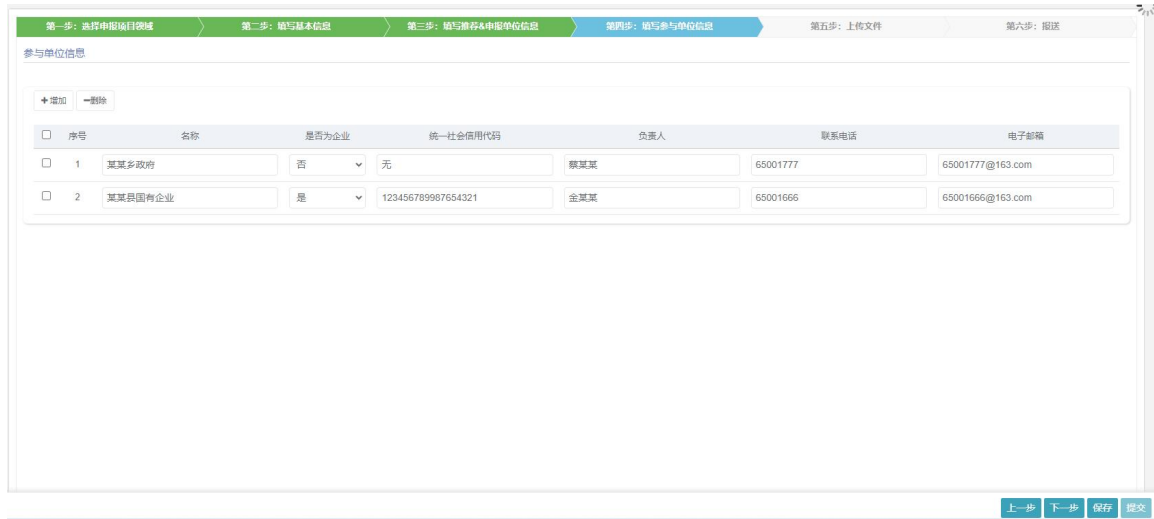 第一步：选择申报项目领域 第二步：填写基本信息 第三步：填写推荐&申报单位信息 第四步：填写参与单位信息 第五步：上传文件 第六步：报送
参与单位信息
+增加 −删除
序号 名称 是否为企业 统一社会信用代码 负责人 联系电话 电子邮箱
1 某某乡政府 否 无 蔡某某 65001777 65001777@163.com
2 某某县国有企业 是 123456789987654321 金某某 65001666 65001666@163.com
上一步 下一步 保存 提交